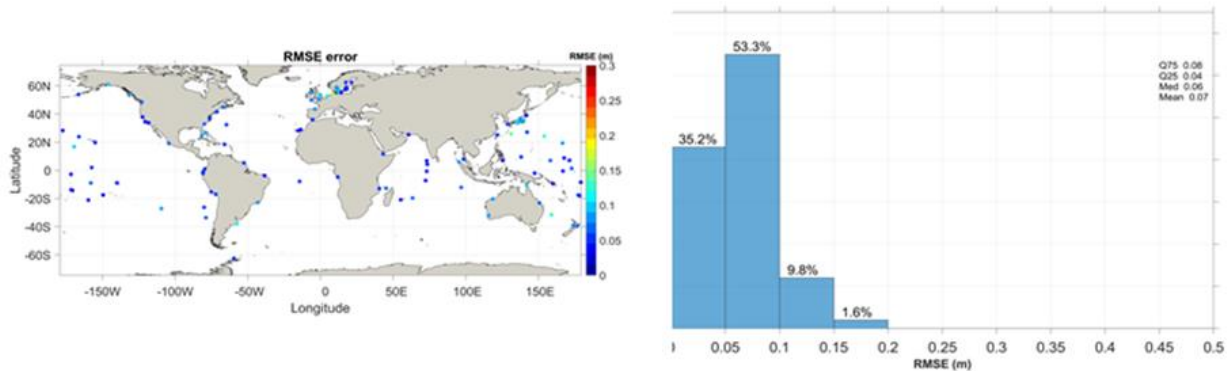 RMSE error
RMSE (m)
0.3
60N
0.25
40N
20N
0.2
Latitude
0
0.15
20S
0.1
40S
0.05
60S
0
150W
100W
50W
0
50E
100E
150E
Longitude
53.3%
35.2%
9.8%
1.6%
Q75 0.08
Q25 0.04
Med 0.06
Mean 0.07
0.05
0.1
0.15
0.2
0.25
0.3
0.35
0.4
0.45
0.5
RMSE (m)